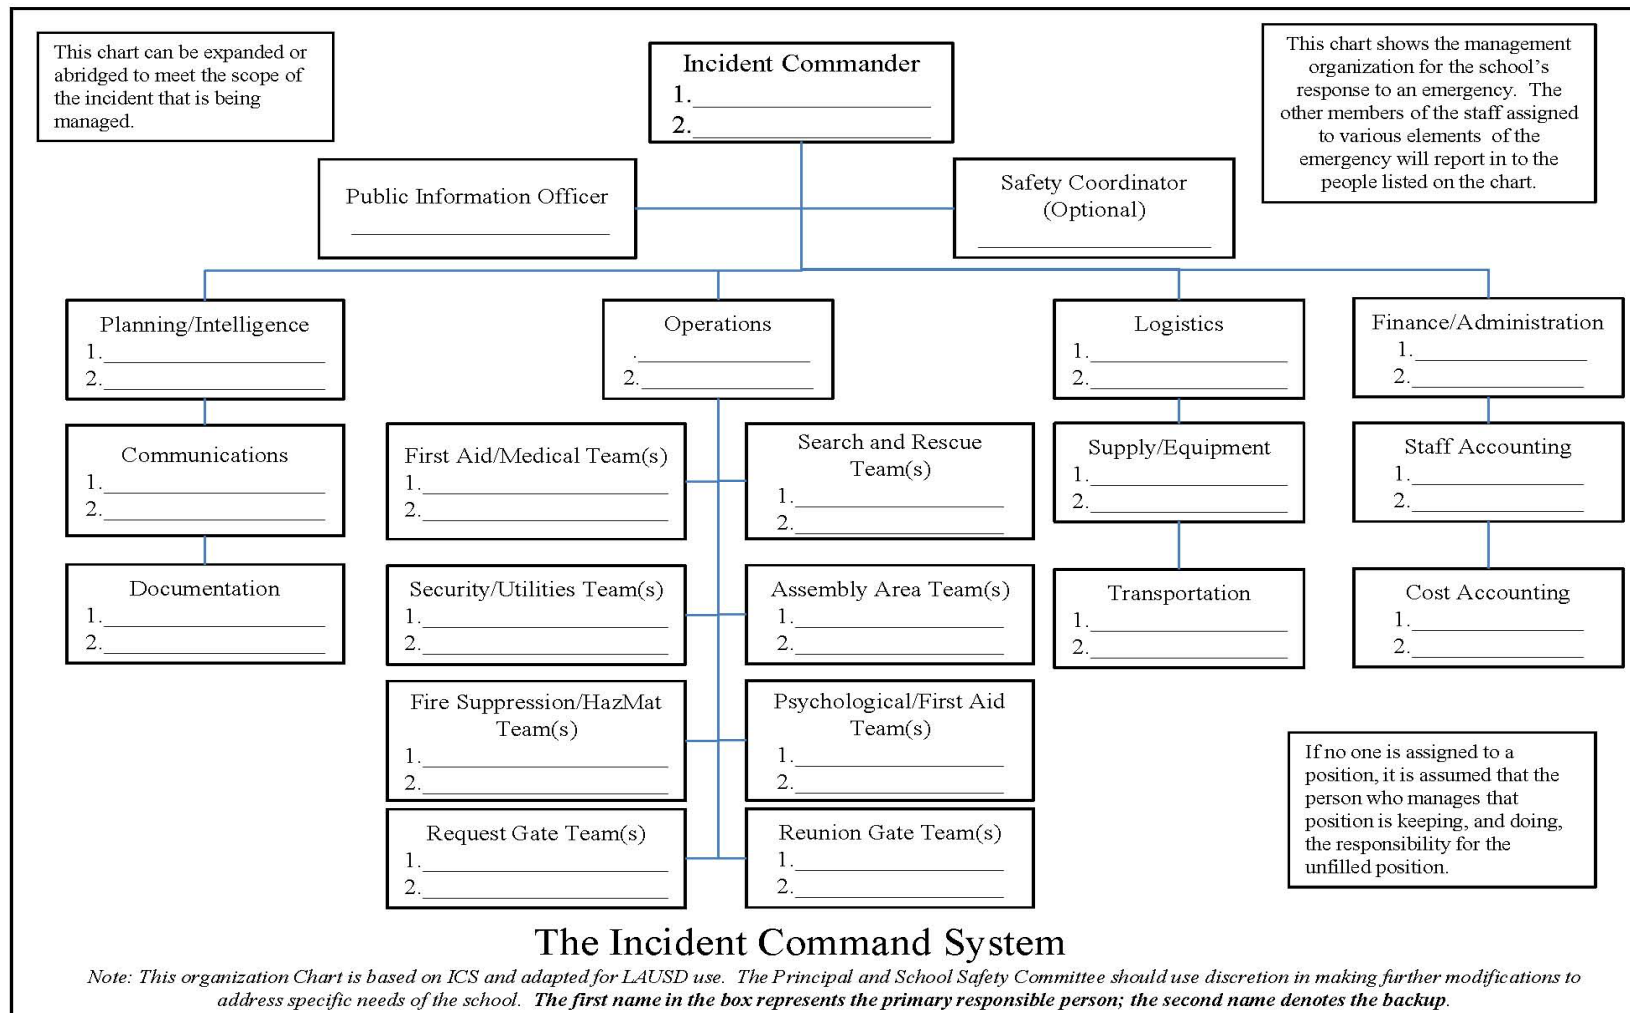 This chart can be expanded or
abridged to meet the scope of
the incident that is being
managed.
Incident Commander
1.
2.
This chart shows the management
organization for the school's
response to an emergency.  The
other members of the staff assigned
to various elements  of the
emergency will report in to the
people listed on the chart.
Public Information Officer
Safety Coordinator
(Optional)
Planning/Intelligence
1.
2.
Operations
.
2.
Logistics
1.
2.
Finance/Administration
1.
2.
Communications
1.
2.
First Aid/Medical Team(s)
1.
2.
Search and Rescue
Team(s)
1.
2.
Supply/Equipment
1.
2.
Staff Accounting
1.
2.
Documentation
1.
2.
Security/Utilities Team(s)
1.
2.
Assembly Area Team(s)
1.
2.
Transportation
1.
2.
Cost Accounting
1.
2.
Fire Suppression/HazMat
Team(s)
1.
2.
Psychological/First Aid
Team(s)
1.
2.
If no one is assigned to a
position, it is assumed that the
person who manages that
position is keeping, and doing,
the responsibility for the
unfilled position.
Request Gate Team(s)
1.
2.
Reunion Gate Team(s)
1.
2.
The Incident Command System
Note: This organization Chart is based on ICS and adapted for LAUSD use.  The Principal and School Safety Committee should use discretion in making further modifications to
address specific needs of the school.  The first name in the box represents the primary responsible person; the second name denotes the backup.